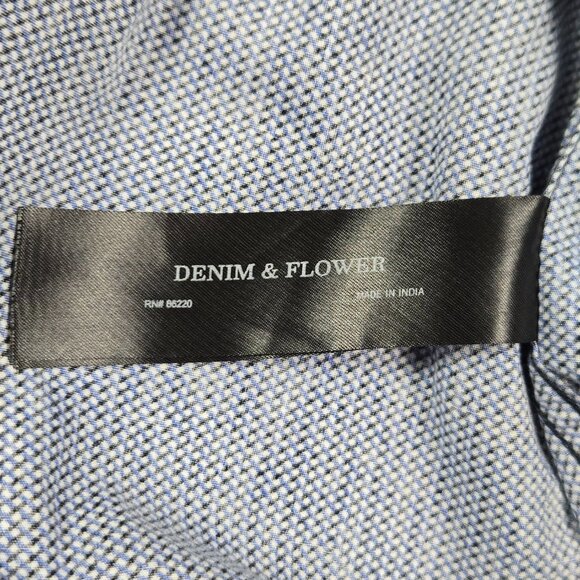 DENIM & FLOWER
RN# 86220 MADE IN INDIA